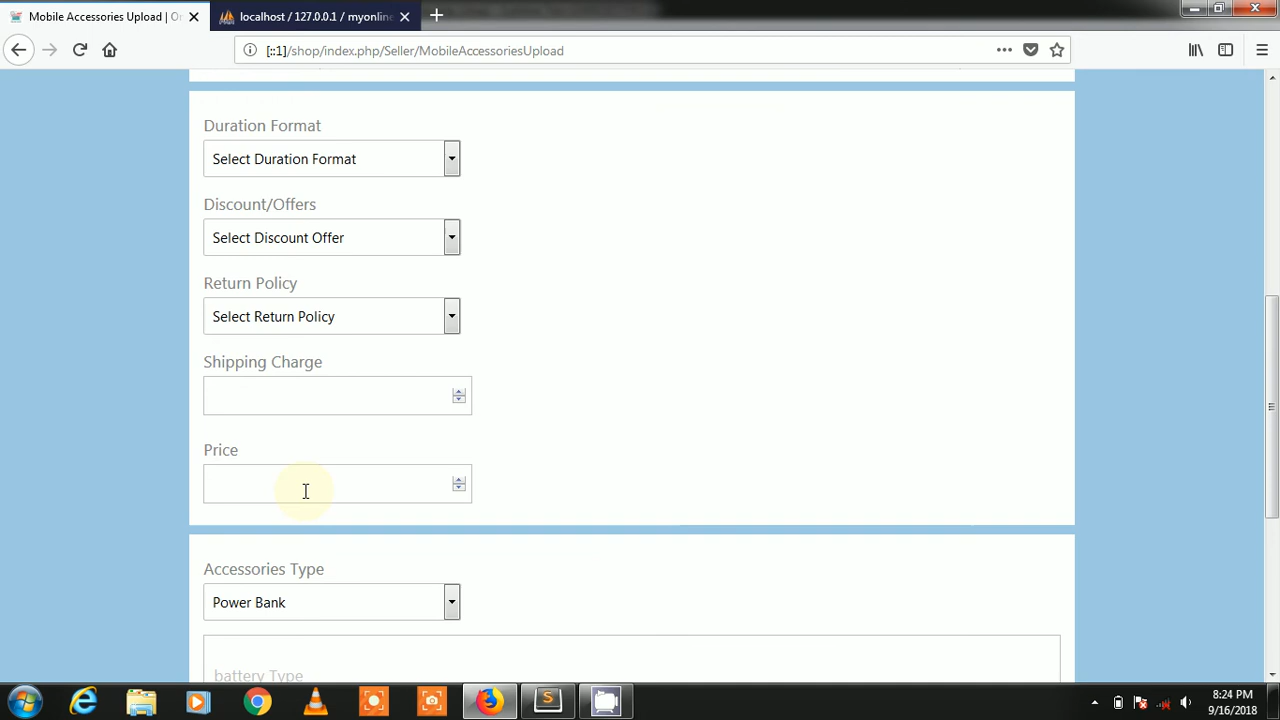 Mobile Accessories Upload | On
localhost / 127.0.0.1 / myonline
[::1]/shop/index.php/Seller/MobileAccessoriesUpload
Duration Format
Select Duration Format
Discount/Offers
Select Discount Offer
Return Policy
Select Return Policy
Shipping Charge
Price
Accessories Type
Power Bank
battery Type
8:24 PM
9/16/2018